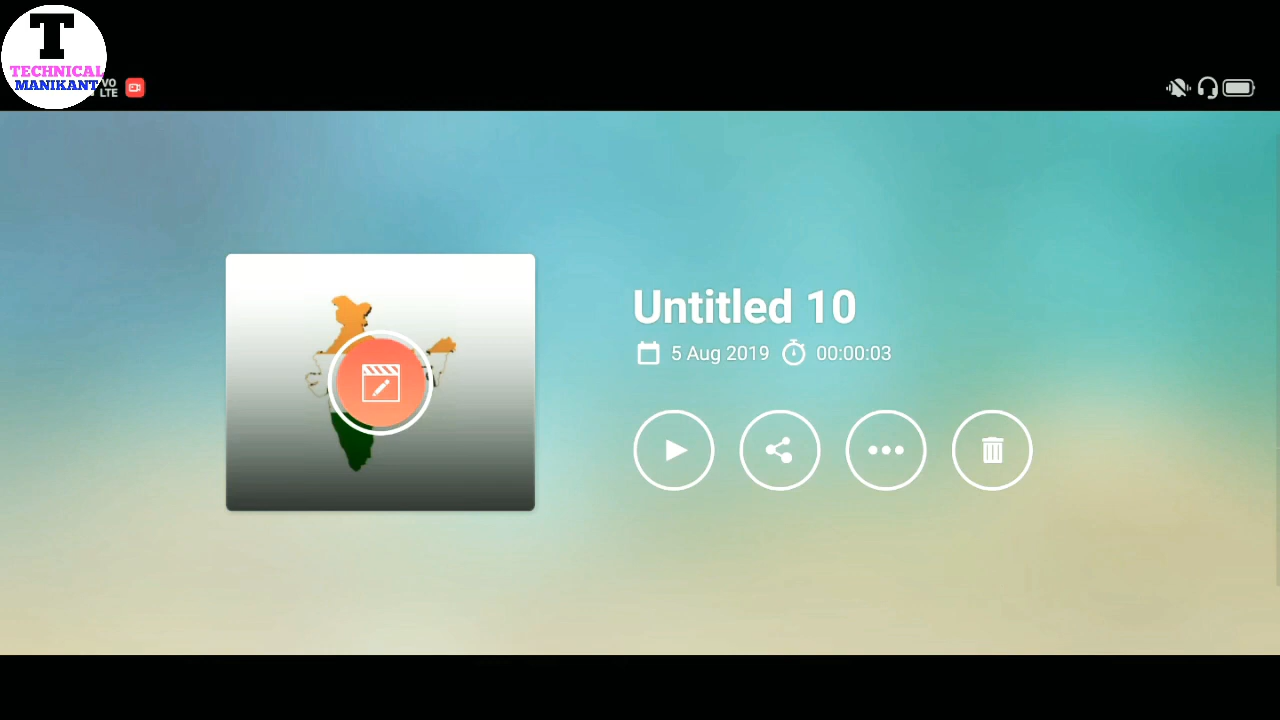 T
TECHNICAL
MANIKANT
VO
LTE
Untitled 10
5 Aug 2019 00:00:03